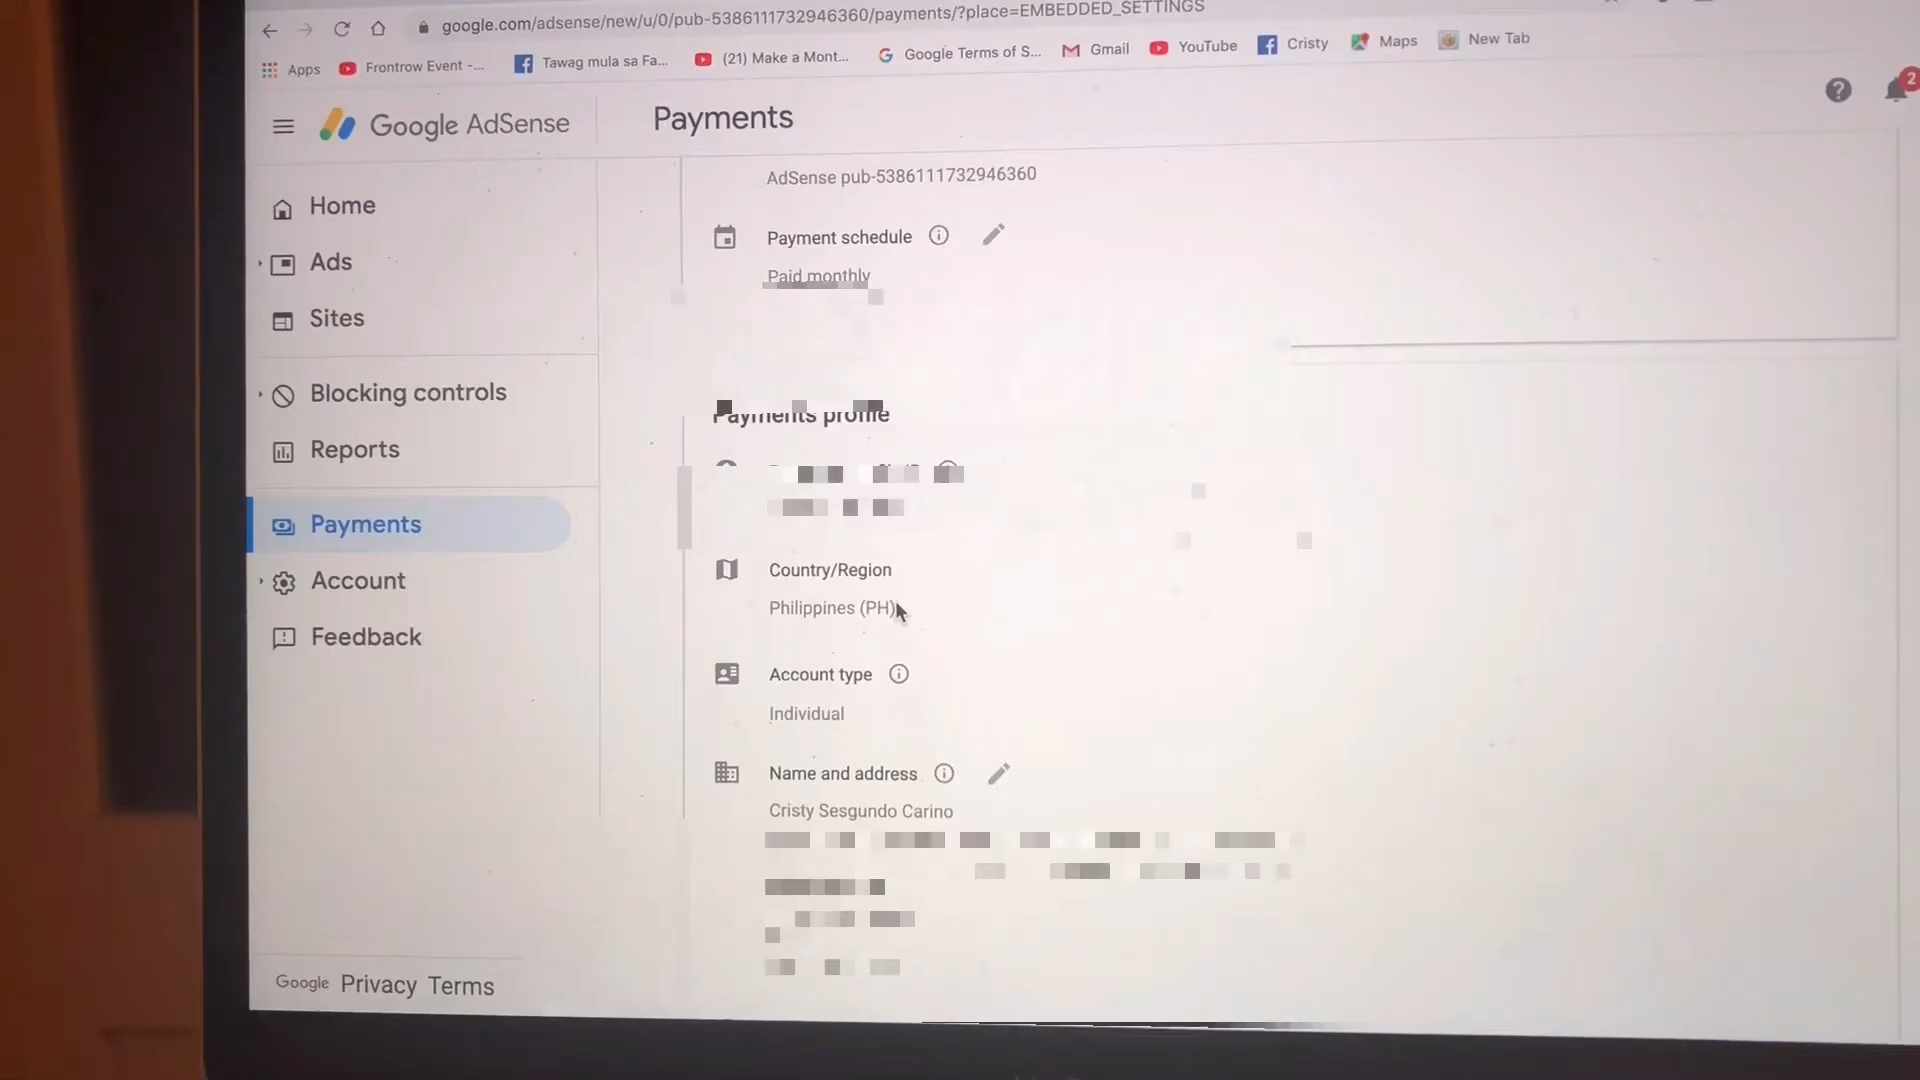 google.com/adsense/new/u/0/pub-5386111732946360/payments/?place=EMBEDDED_SETTINGS
Apps Frontrow Event -... Tawag mula sa Fa... (21) Make a Mont... Google Terms of S... Gmail YouTube Cristy Maps New Tab
Google AdSense
Payments
2
Home
Ads
Sites
Blocking controls
Reports
Payments
Account
Feedback
Google Privacy Terms
AdSense pub-5386111732946360
Payment schedule
Paid monthly
Payments profile
Country/Region
Philippines (PH)
Account type
Individual
Name and address
Cristy Sesgundo Carino